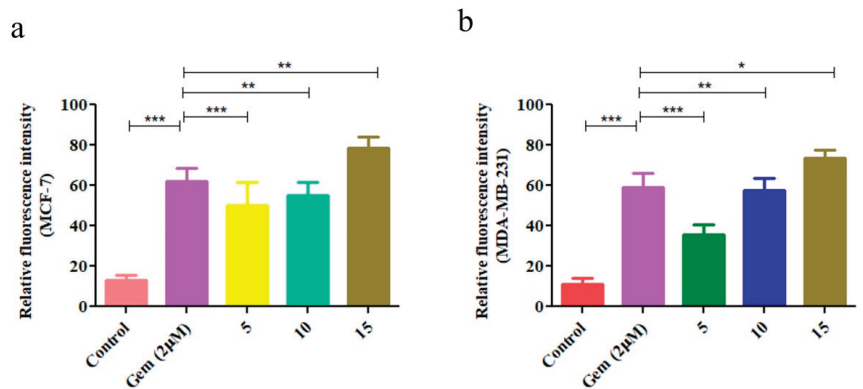 a
**
**
***
***
100
80
60
40
20
0
Relative fluorescence intensity
(MCF-7)
Control
Gem (2μM)
5
10
15
b
*
**
***
***
100
80
60
40
20
0
Relative fluorescence intensity
(MDA-MB-231)
Control
Gem (2μM)
5
10
15